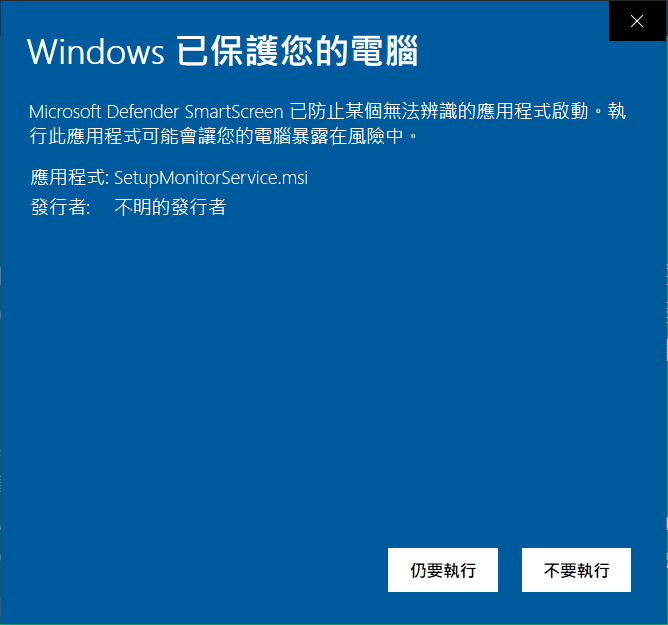 Windows 已保護您的電腦
Microsoft Defender SmartScreen 已防止某個無法辨識的應用程式啟動。執
行此應用程式可能會讓您的電腦暴露在風險中。
應用程式: SetupMonitorService.msi
發行者: 不明的發行者
仍要執行
不要執行